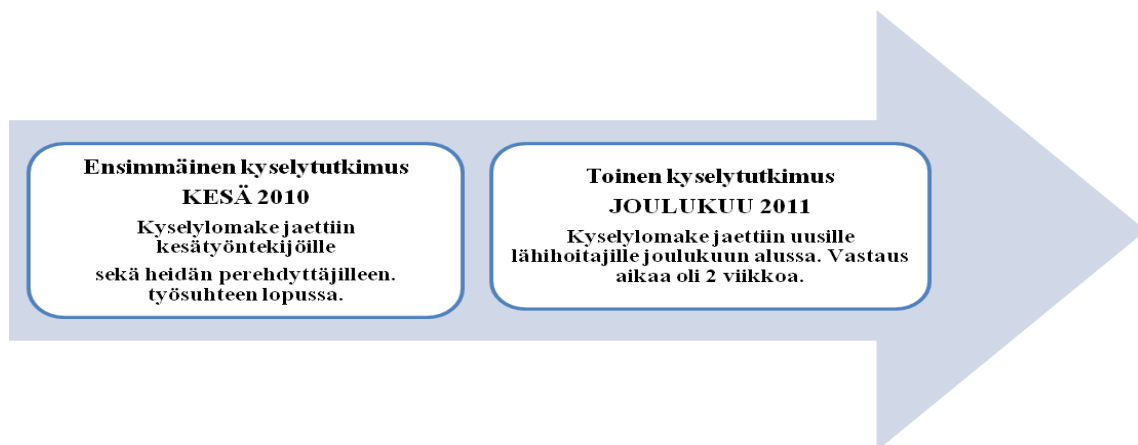 Ensimmäinen kyselytutkimus
KESÄ 2010
Kyselylomake jaettiin
kesätyöntekijöille
sekä heidän perehdyttäjilleen.
työsuhteen lopussa.
Toinen kyselytutkimus
JOULUKUU 2011
Kyselylomake jaettiin uusille
lähihoitajille joulukuun alussa. Vastaus
aikaa oli 2 viikkoa.